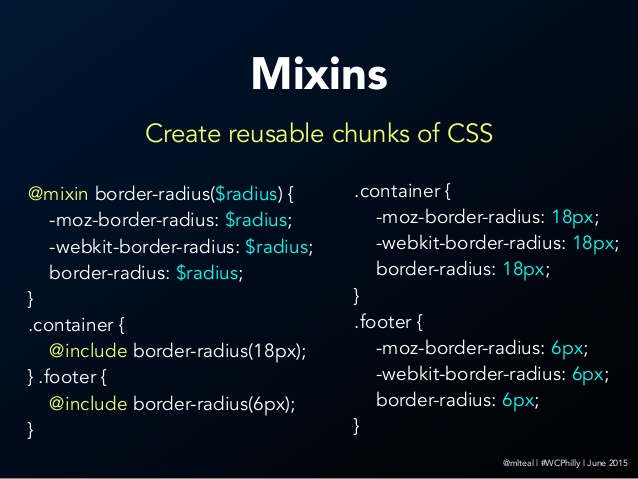 Mixins
Create reusable chunks of CSS
@mixin border-radius($radius) {
-moz-border-radius: $radius;
-webkit-border-radius: $radius;
border-radius: $radius;
}
.container {
@include border-radius(18px);
} .footer {
@include border-radius(6px);
}
.container {
-moz-border-radius: 18px;
-webkit-border-radius: 18px;
border-radius: 18px;
}
.footer {
-moz-border-radius: 6px;
-webkit-border-radius: 6px;
border-radius: 6px;
}
@mlteal | #WCPhilly | June 2015